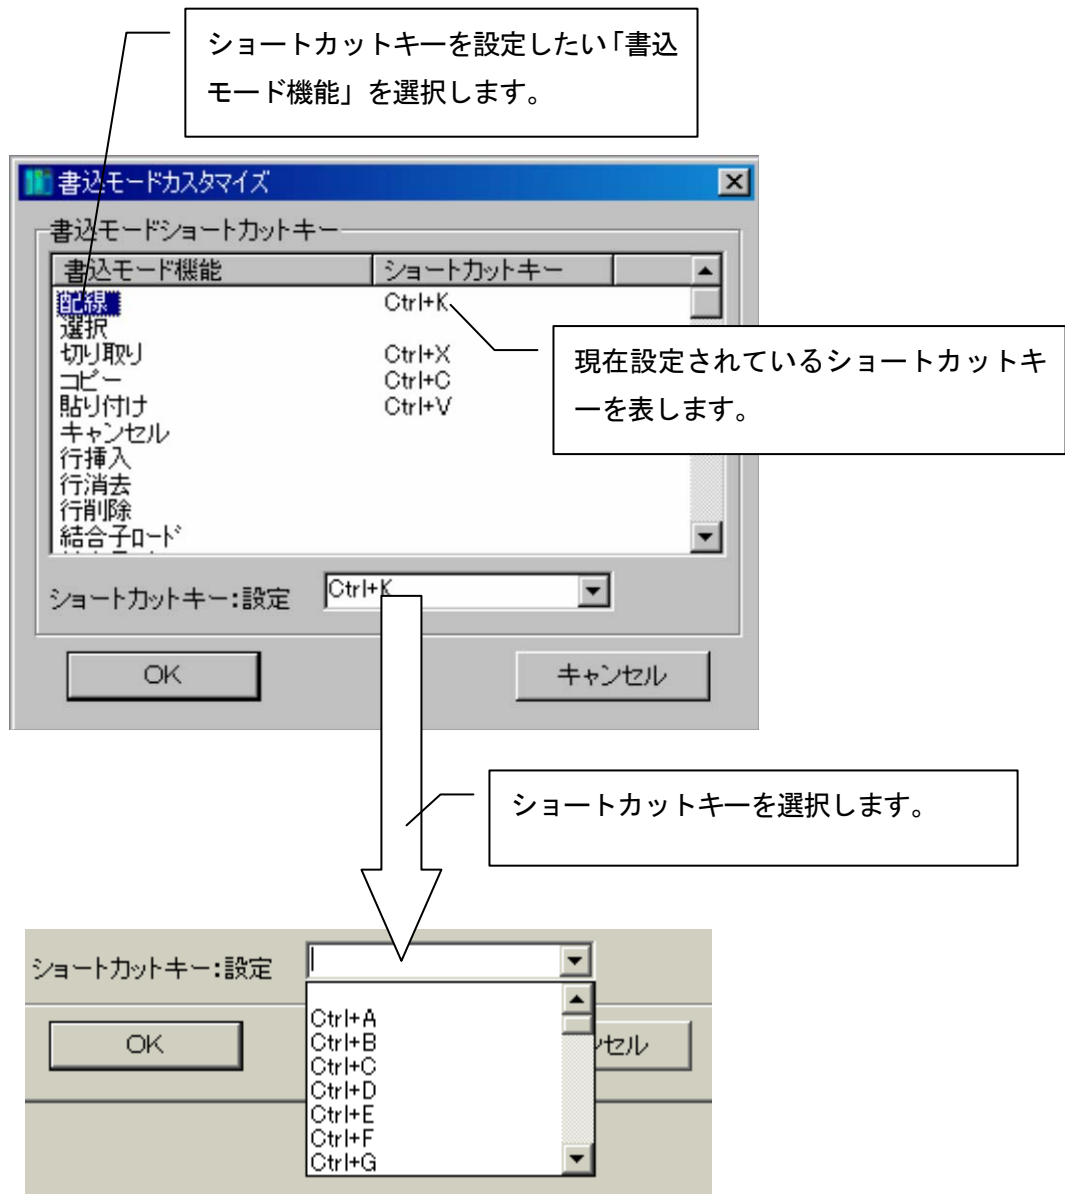 ショートカットキーを設定したい「書込
モード機能」を選択します。
書込モードカスタマイズ
書込モードショートカットキー
書込モード機能 ショートカットキー
配線 Ctrl+K
選択
切り取り Ctrl+X
コピー Ctrl+C
貼り付け Ctrl+V
キャンセル
行挿入
行消去
行削除
結合子ロード
現在設定されているショートカットキ
ーを表します。
ショートカットキー:設定 Ctrl+K
OK キャンセル
ショートカットキーを選択します。
ショートカットキー:設定
Ctrl+A
Ctrl+B
Ctrl+C
Ctrl+D
Ctrl+E
Ctrl+F
Ctrl+G
OK
セル